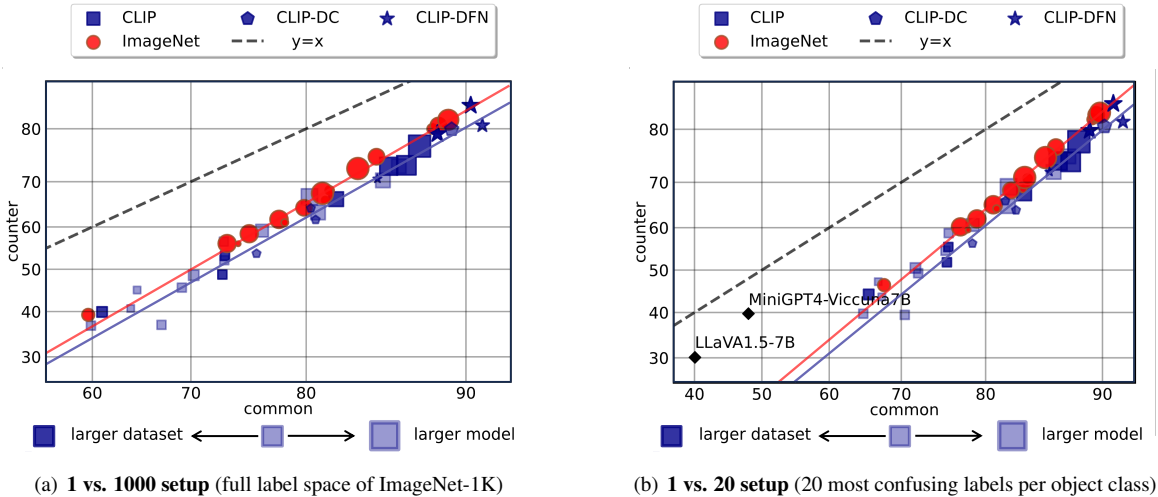 CLIP CLIP-DC CLIP-DFN
ImageNet y=x
80
70
60
50
40
30
counter
60 70 80 90
common
larger dataset larger model
(a) 1 vs. 1000 setup (full label space of ImageNet-1K)
CLIP CLIP-DC CLIP-DFN
ImageNet y=x
80
70
60
50
40
30
counter
MiniGPT4-Viccuna7B
LLaVA1.5-7B
40 50 60 70 80 90
common
larger dataset larger model
(b) 1 vs. 20 setup (20 most confusing labels per object class)